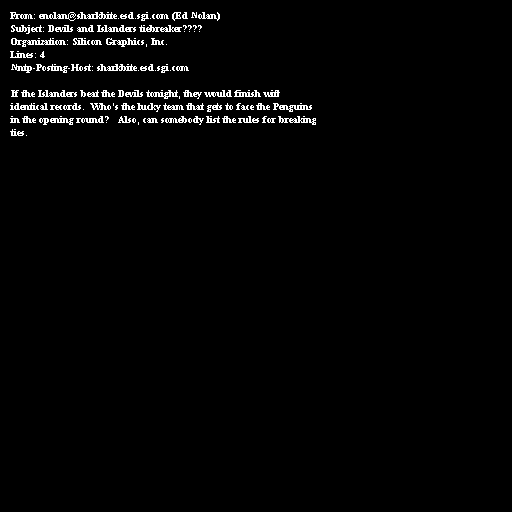 From: enolan@sharkbite.esd.sgi.com (Ed Nolan)
Subject: Devils and Islanders tiebreaker????
Organization: Silicon Graphics, Inc.
Lines: 4
Nntp-Posting-Host: sharkbite.esd.sgi.com

If the Islanders beat the Devils tonight, they would finish with
identical records.  Who's the lucky team that gets to face the Penguins
in the opening round?   Also, can somebody list the rules for breaking
ties.